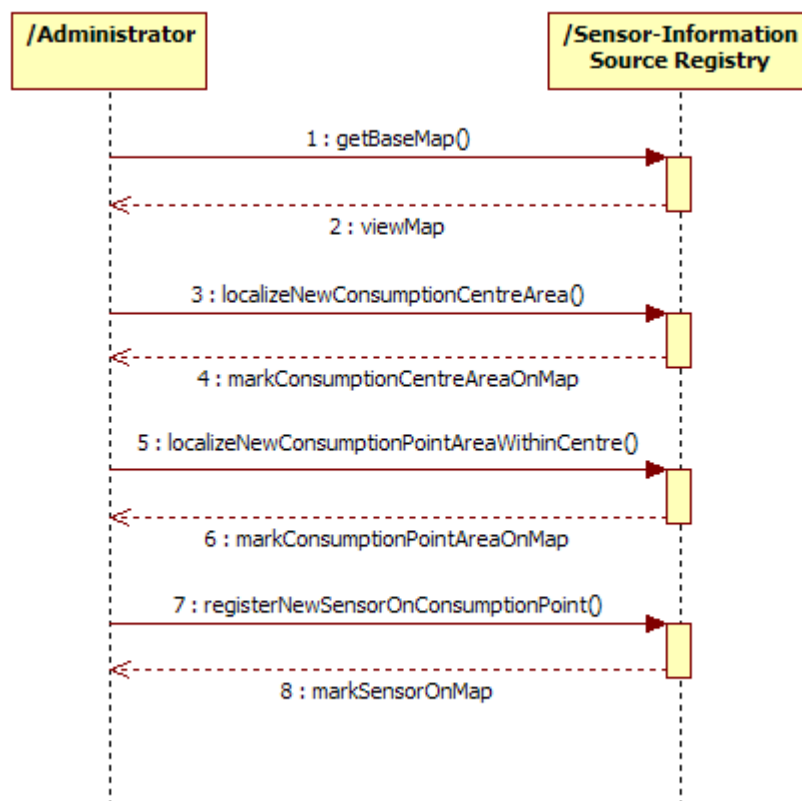 /Administrator
/Sensor-Information
Source Registry
1 : getBaseMap()
2 : viewMap
3 : localizeNewConsumptionCentreArea()
4 : markConsumptionCentreAreaOnMap
5 : localizeNewConsumptionPointAreaWithinCentre()
6 : markConsumptionPointAreaOnMap
7 : registerNewSensorOnConsumptionPoint()
8 : markSensorOnMap